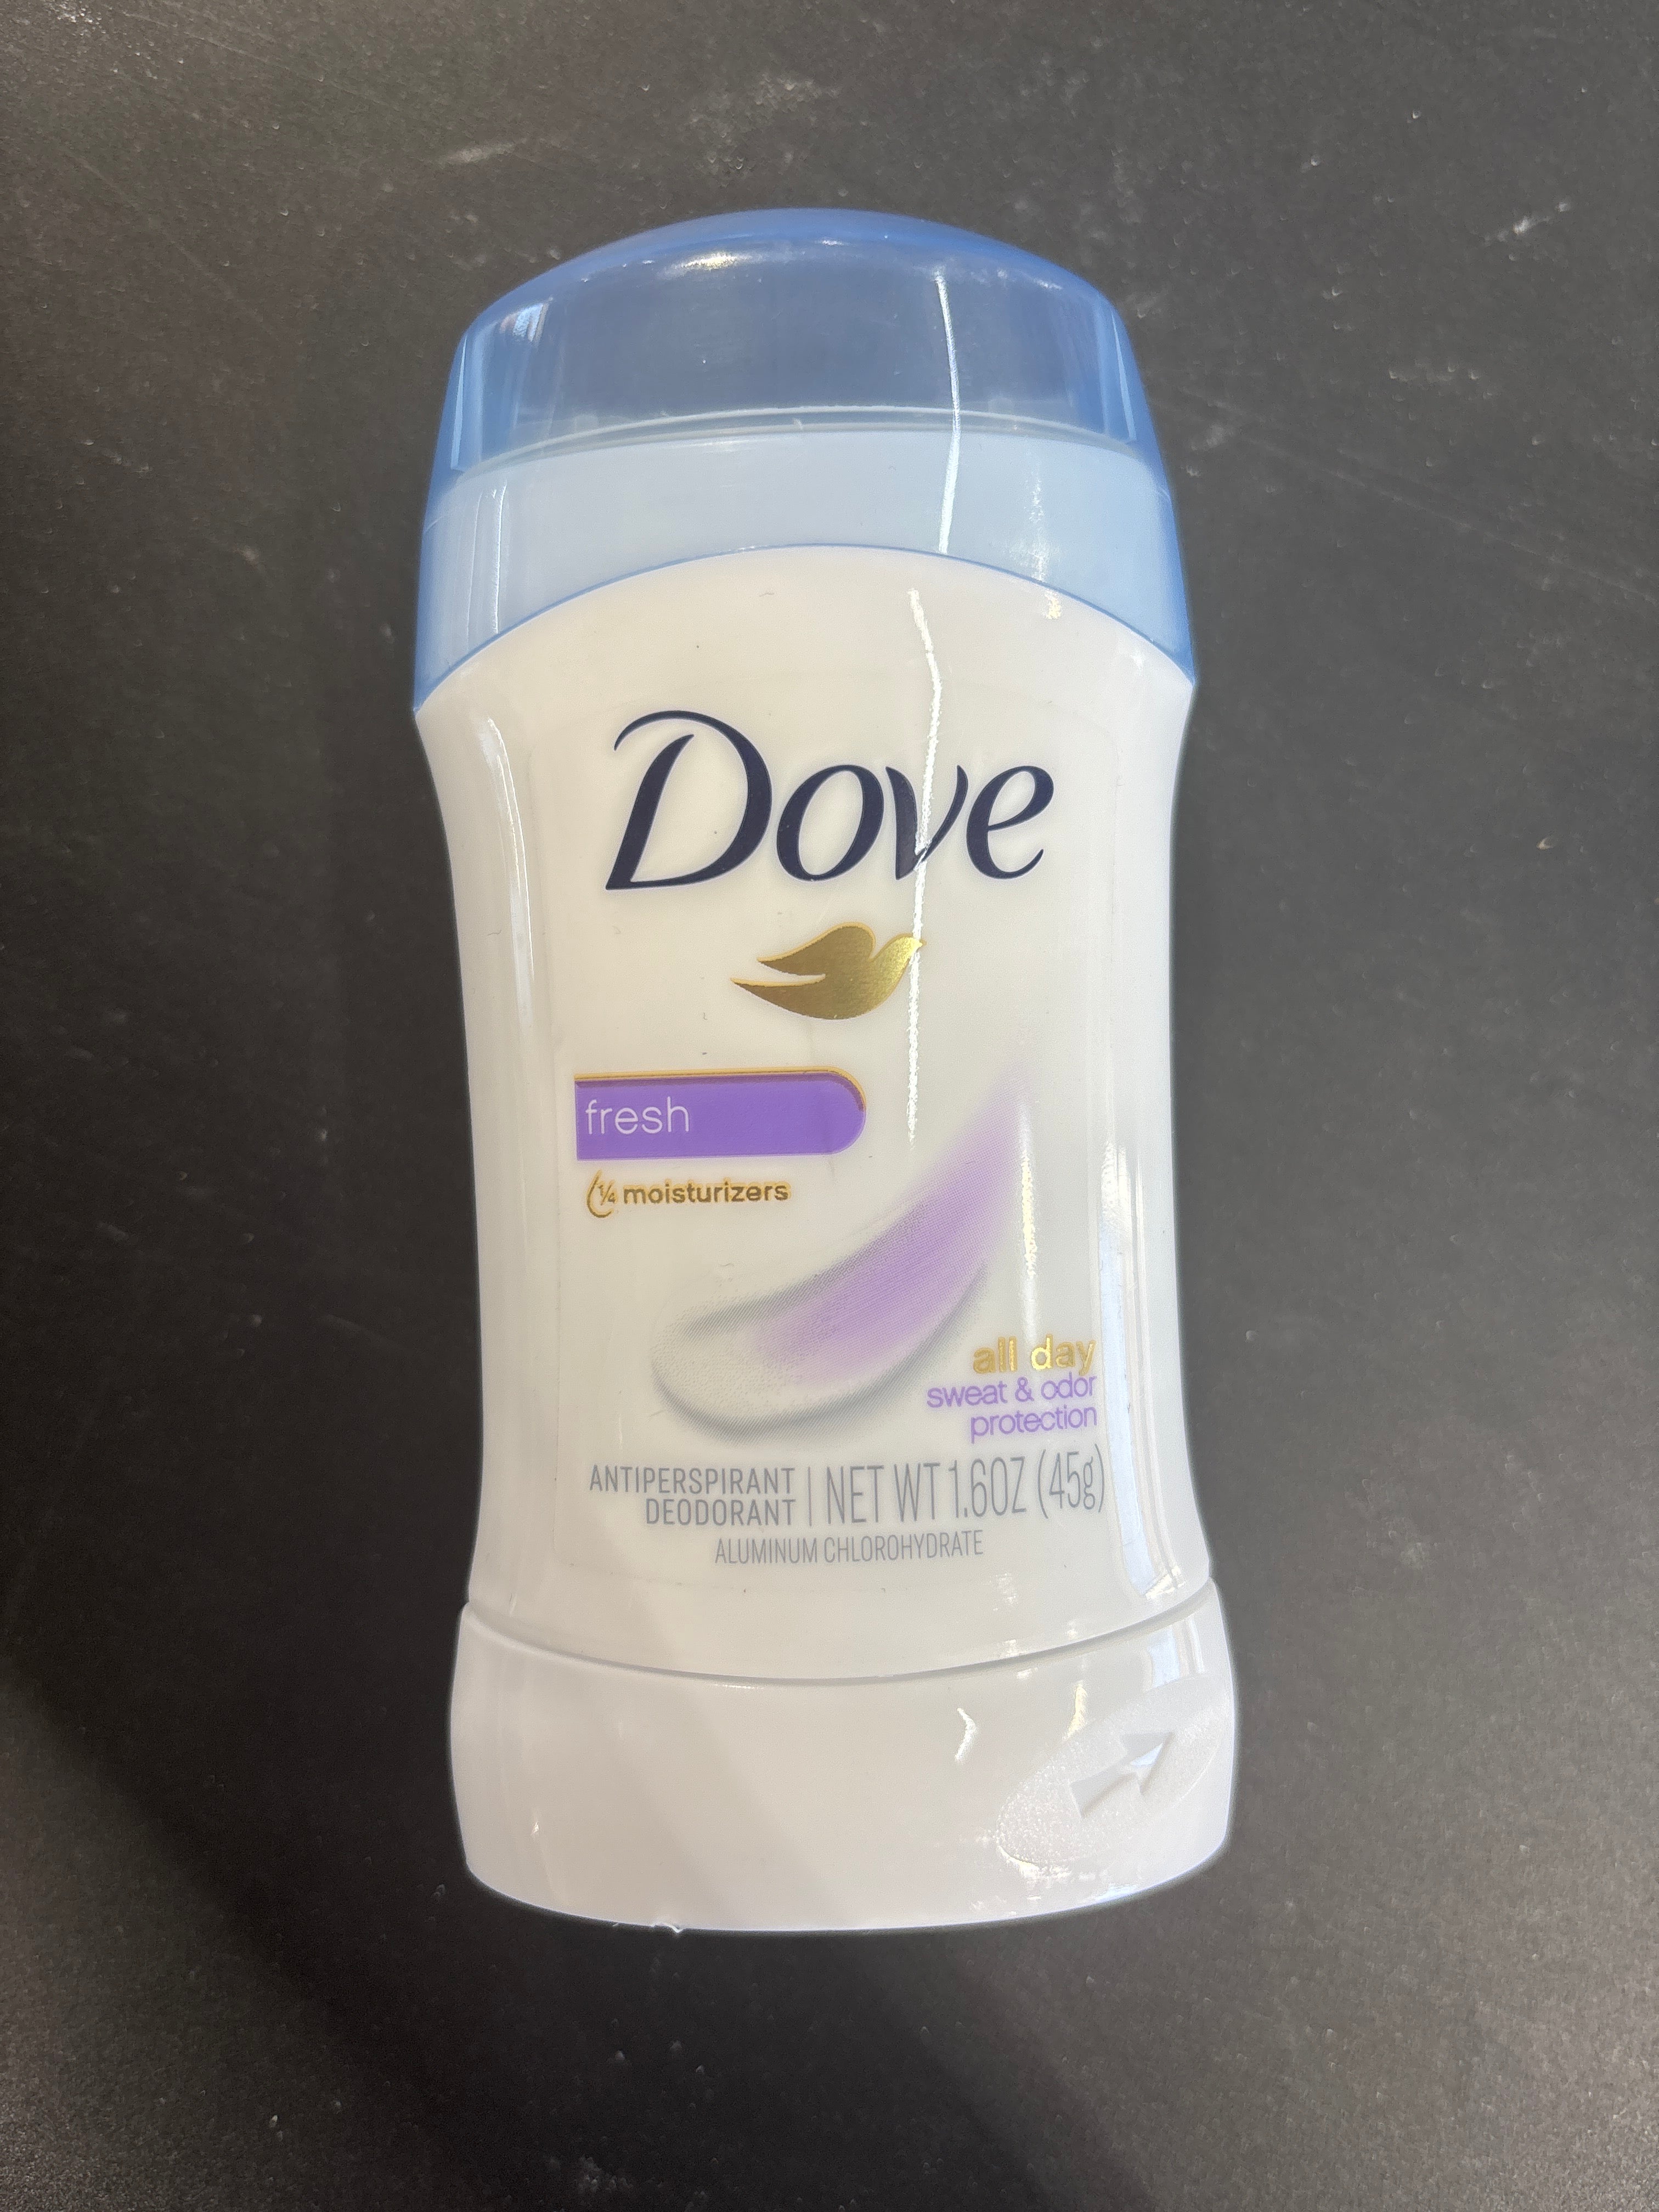 Dove
fresh
¼ moisturizers
all day
sweat & odor
protection
ANTIPERSPIRANT
DEODORANT | NET WT 1.6OZ (45g)
ALUMINUM CHLOROHYDRATE